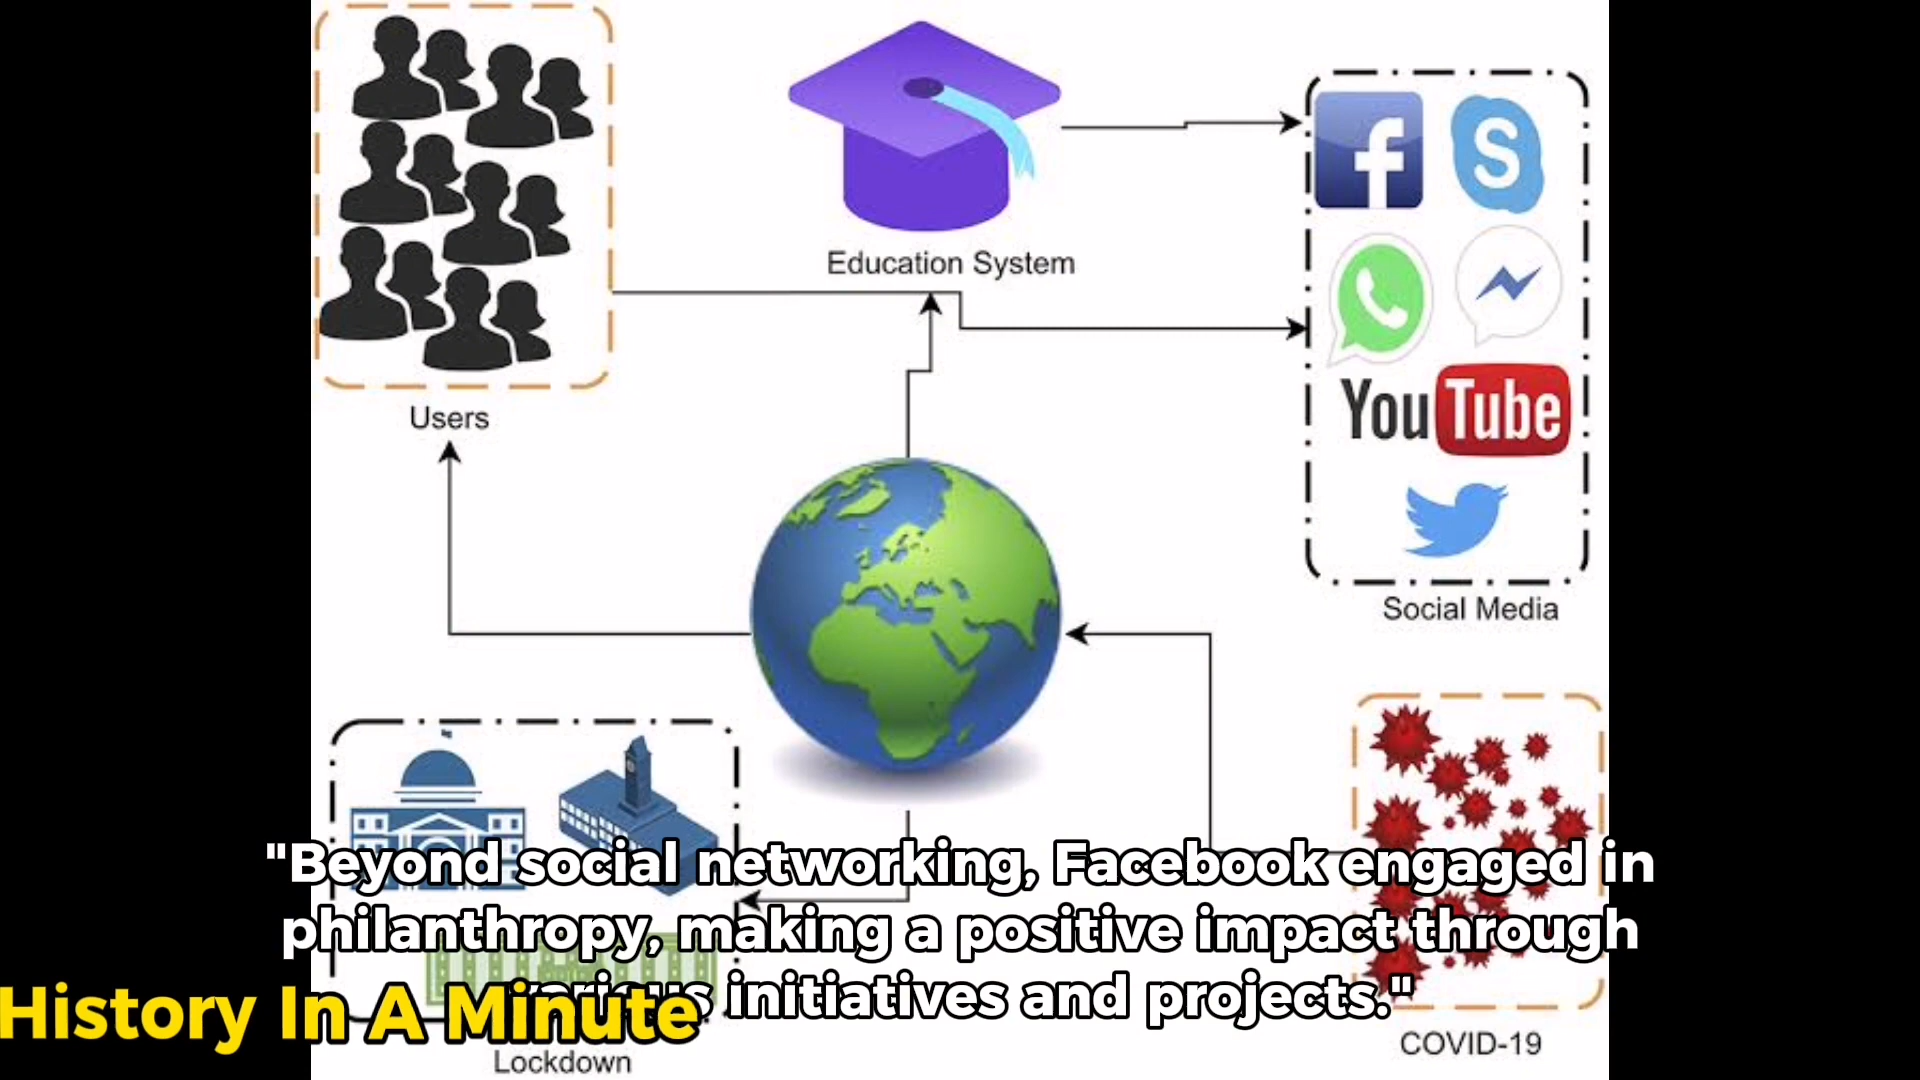 Education System
Users
You Tube
Social Media
"Beyond social networking, Facebook engaged in
philanthropy, making a positive impact through
various initiatives and projects."
History In A Minute
COVID-19
Lockdown